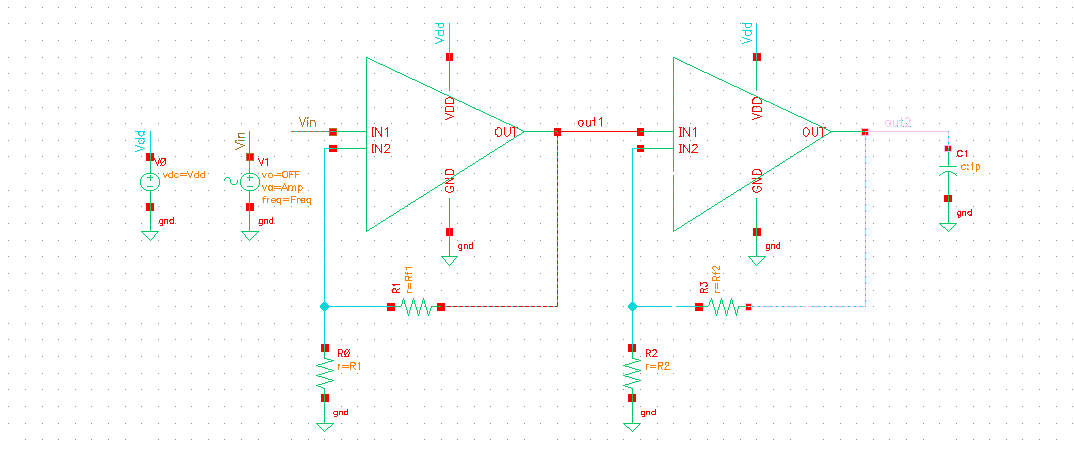 Vdd
V0
vdc=Vdd
gnd
Vin
V1
vo=OFF
va=Amp
freq=Freq
gnd
Vdd
VDD
Vin
IN1
IN2
OUT
GND
gnd
out1
R1
r=Rf1
R0
r=R1
gnd
Vdd
VDD
IN1
IN2
OUT
GND
gnd
out2
R3
r=Rf2
R2
r=R2
gnd
C1
c:1p
gnd